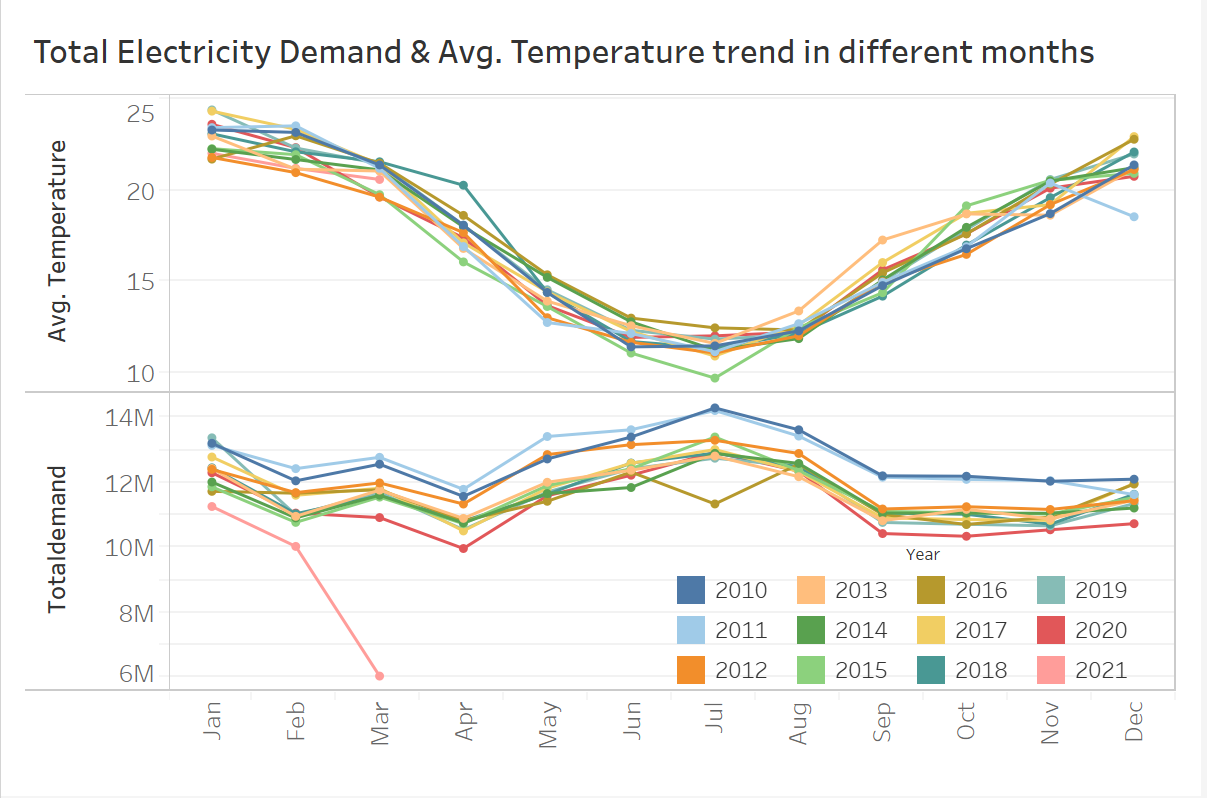 Total Electricity Demand & Avg. Temperature trend in different months
Avg. Temperature
25
20
15
10
Totaldemand
14M
12M
10M
8M
6M
Year
2010 2013 2016 2019
2011 2014 2017 2020
2012 2015 2018 2021
Jan Feb Mar Apr May Jun Jul Aug Sep Oct Nov Dec